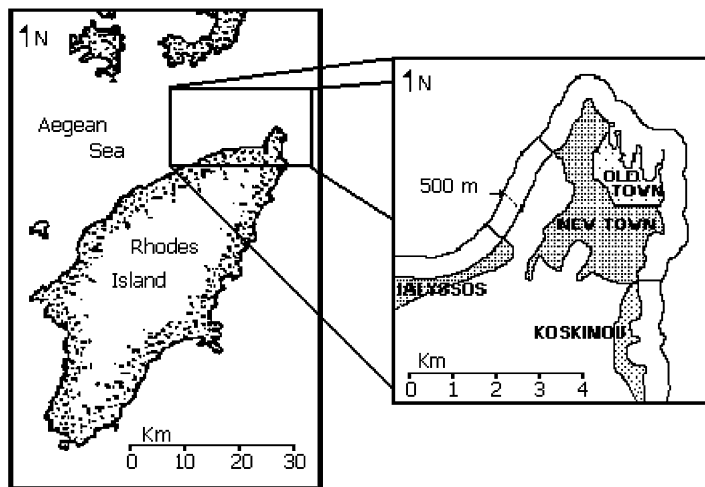 N
Aegean
Sea
Rhodes
Island
Km
0 10 20 30
N
500 m
OLD
TOWN
NEW TOWN
IALYSSOS
KOSKINOU
Km
0 1 2 3 4